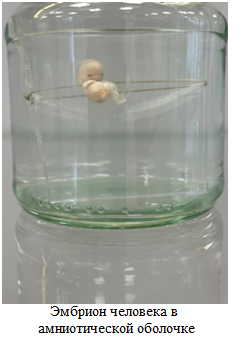 Эмбрион человека в
амниотической оболочке